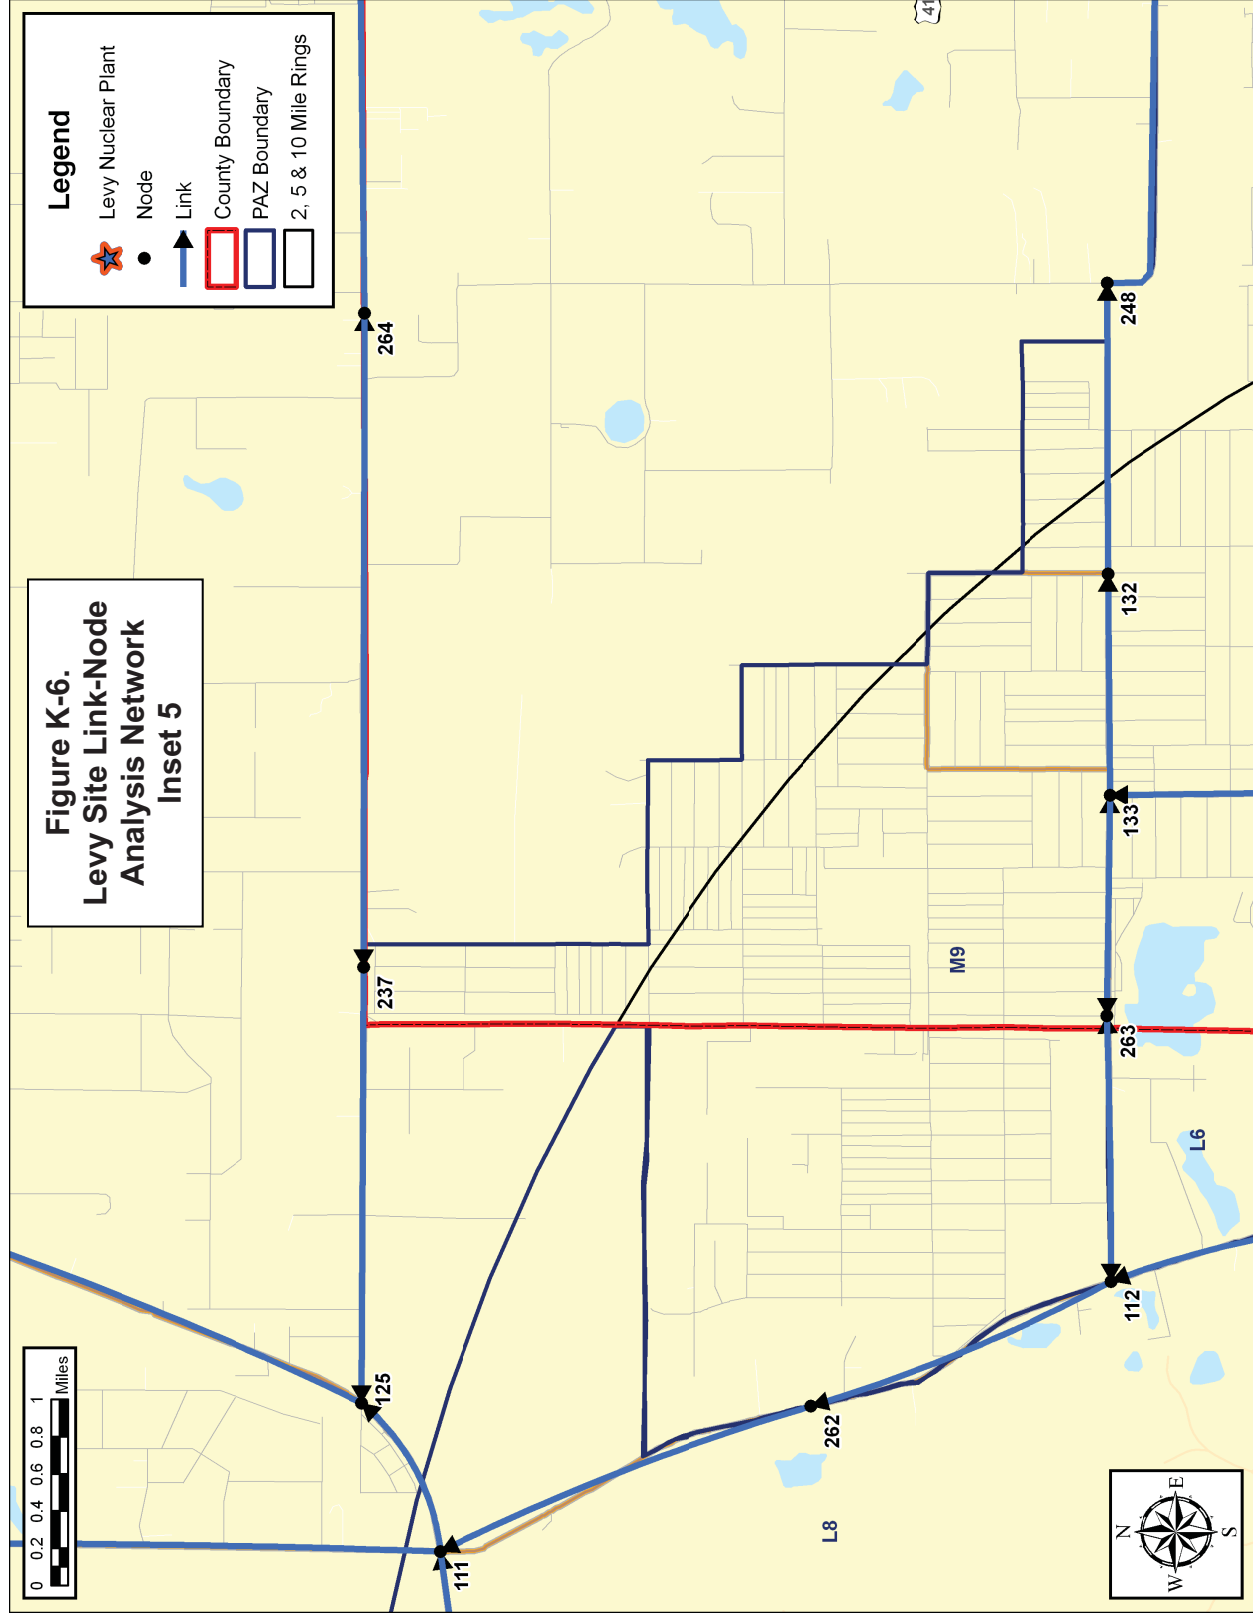 Figure K-6.
Levy Site Link-Node
Analysis Network
Inset 5
Legend
Levy Nuclear Plant
Node
Link
County Boundary
PAZ Boundary
2, 5 & 10 Mile Rings
0 0.2 0.4 0.6 0.8 1
Miles
41
264
248
132
237
133
M9
263
L6
125
112
262
L8
111
N
W E
S